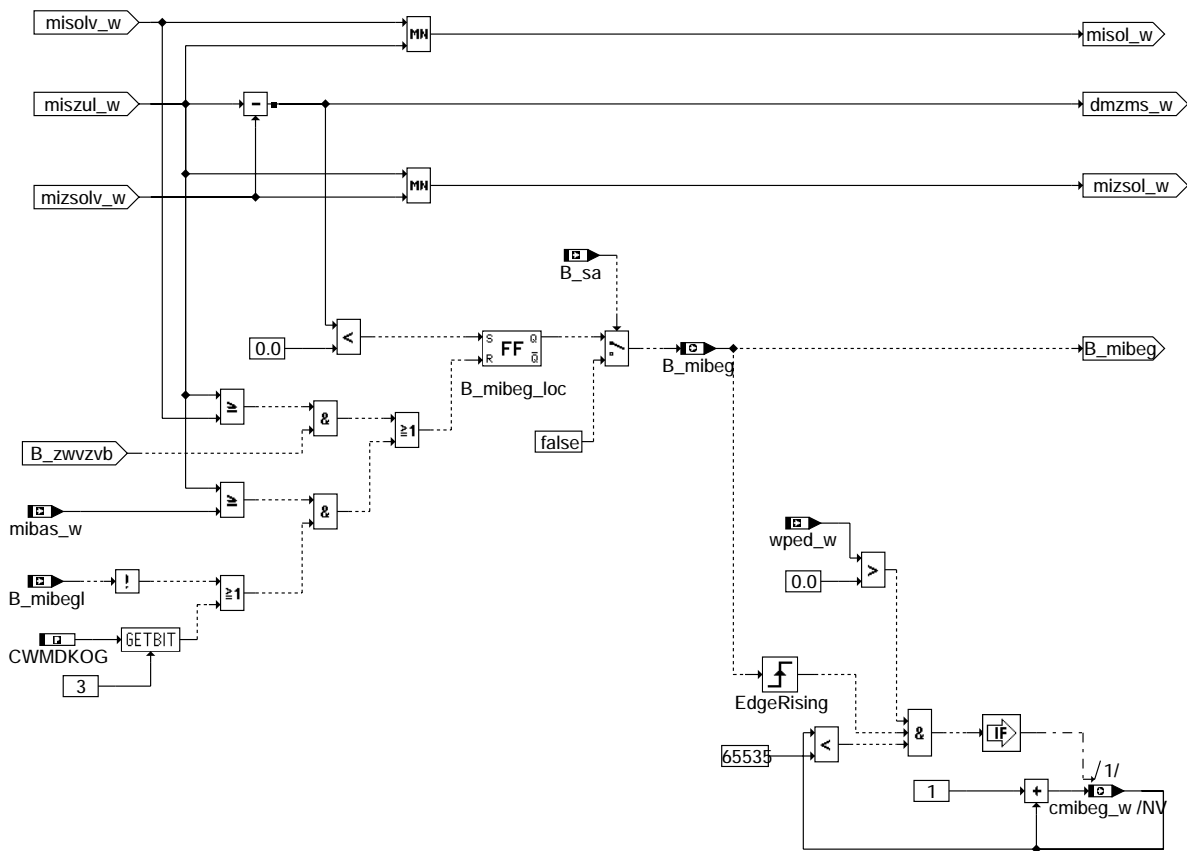 misolv_w
MN
misol_w
miszul_w
-
dmzms_w
mizsolv_w
MN
mizsol_w
B_sa
0.0
<
S Q
FF
R Q
B_mibeg_loc
B_mibeg
B_mibeg
false
≥
&
≧1
B_zwvzvb
≥
&
mibas_w
B_mibegl
!
≧1
CWMDKOG
GETBIT
3
wped_w
0.0
>
EdgeRising
65535
<
&
IF
/1/
1
+
cmibeg_w /NV